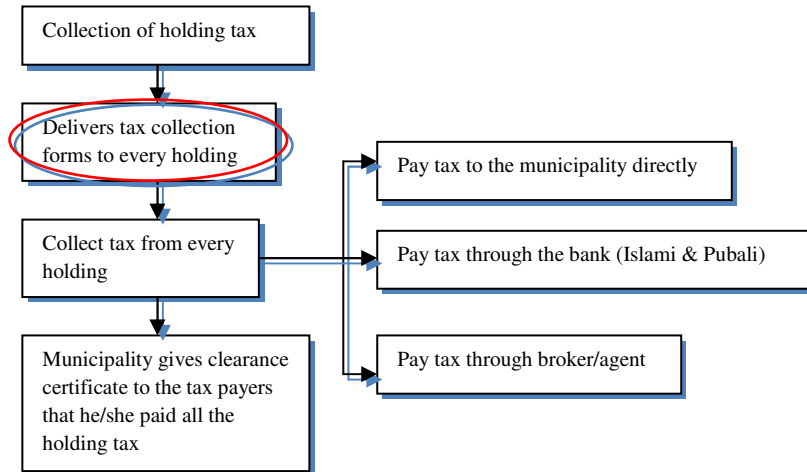 Collection of holding tax
Delivers tax collection
forms to every holding
Collect tax from every
holding
Municipality gives clearance
certificate to the tax payers
that he/she paid all the
holding tax
Pay tax to the municipality directly
Pay tax through the bank (Islami & Pubali)
Pay tax through broker/agent